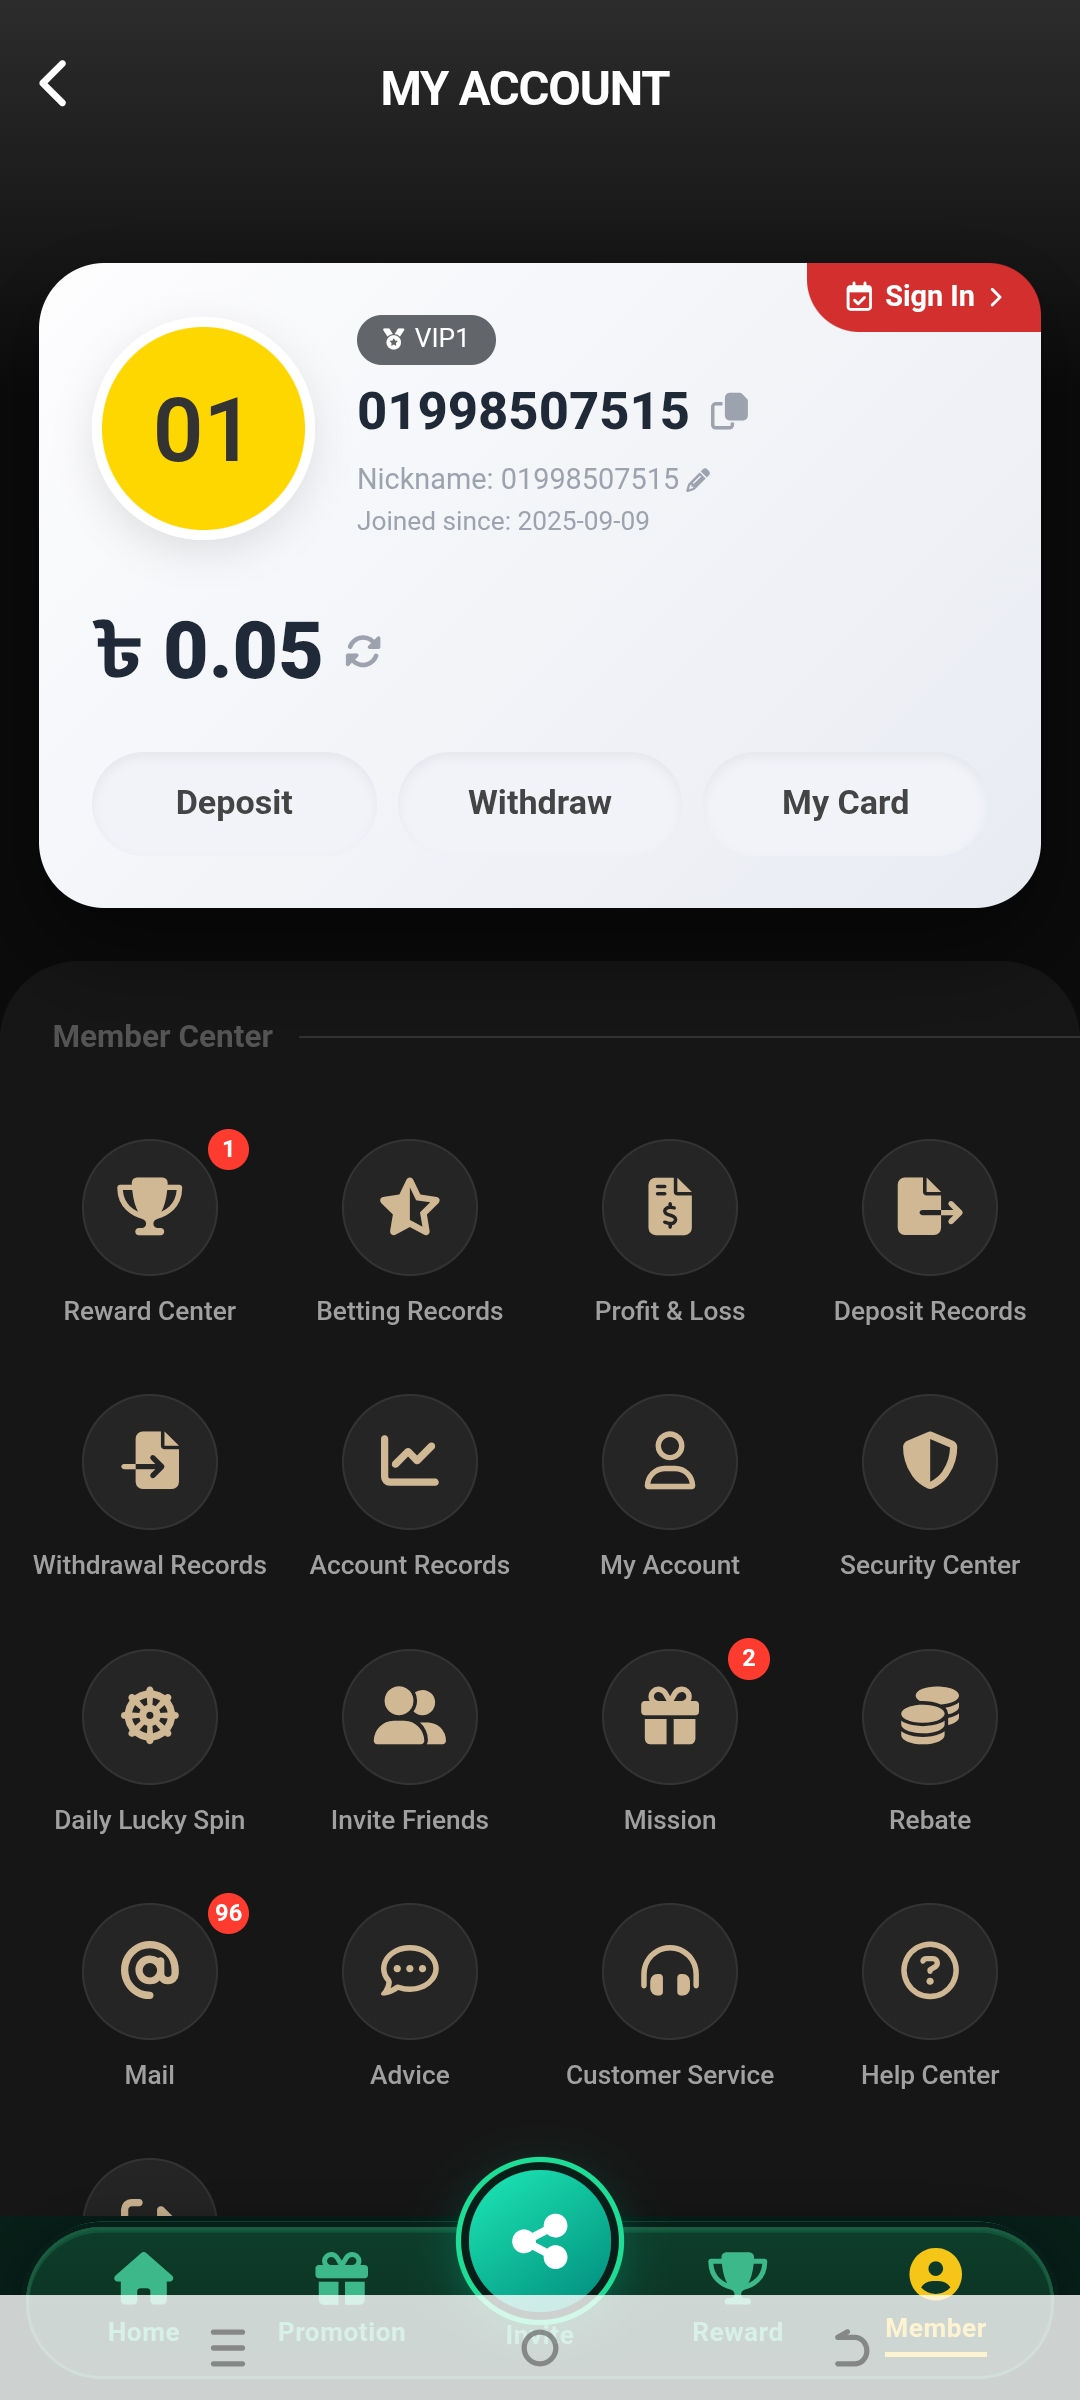 MY ACCOUNT
Sign In
VIP1
01
01998507515
Nickname: 01998507515
Joined since: 2025-09-09
৳ 0.05
Deposit
Withdraw
My Card
Member Center
1
Reward Center
Betting Records
Profit & Loss
Deposit Records
Withdrawal Records
Account Records
My Account
Security Center
2
Daily Lucky Spin
Invite Friends
Mission
Rebate
96
Mail
Advice
Customer Service
Help Center
Home
Promotion
Invite
Reward
Member